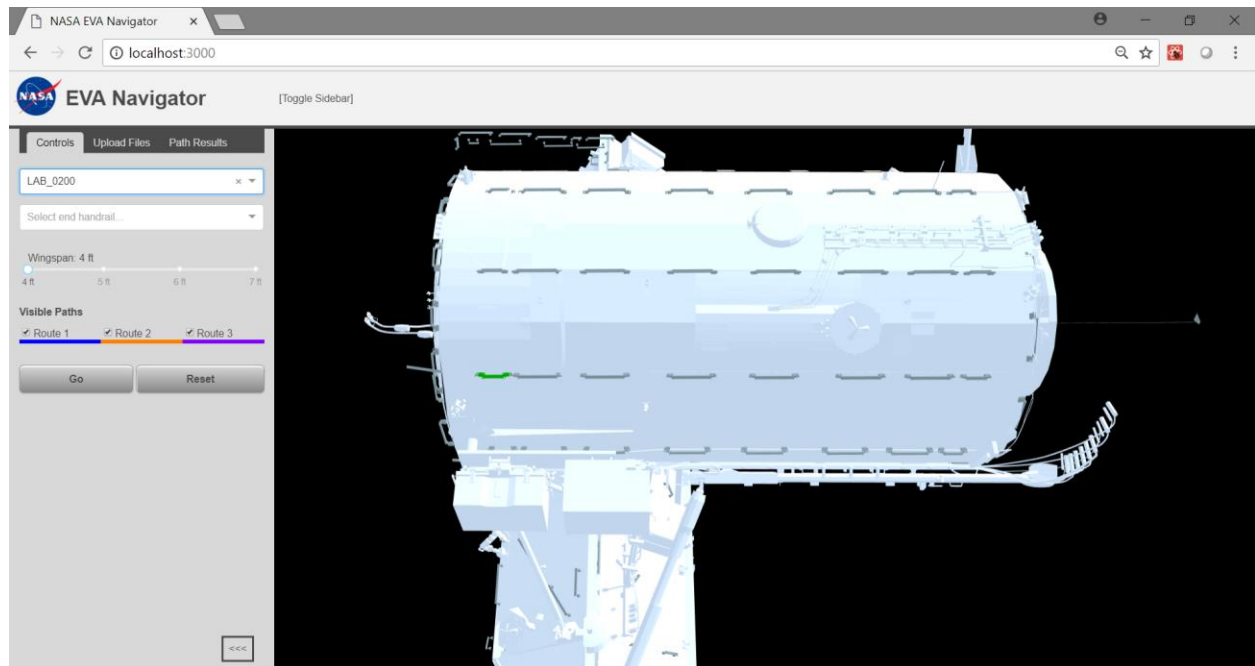 NASA EVA Navigator
localhost:3000
NASA EVA Navigator
[Toggle Sidebar]
Controls Upload Files Path Results
LAB_0200
Select end handrail...
Wingspan: 4 ft
4 ft 5 ft 6 ft 7 ft
Visible Paths
Route 1 Route 2 Route 3
Go Reset
<<<